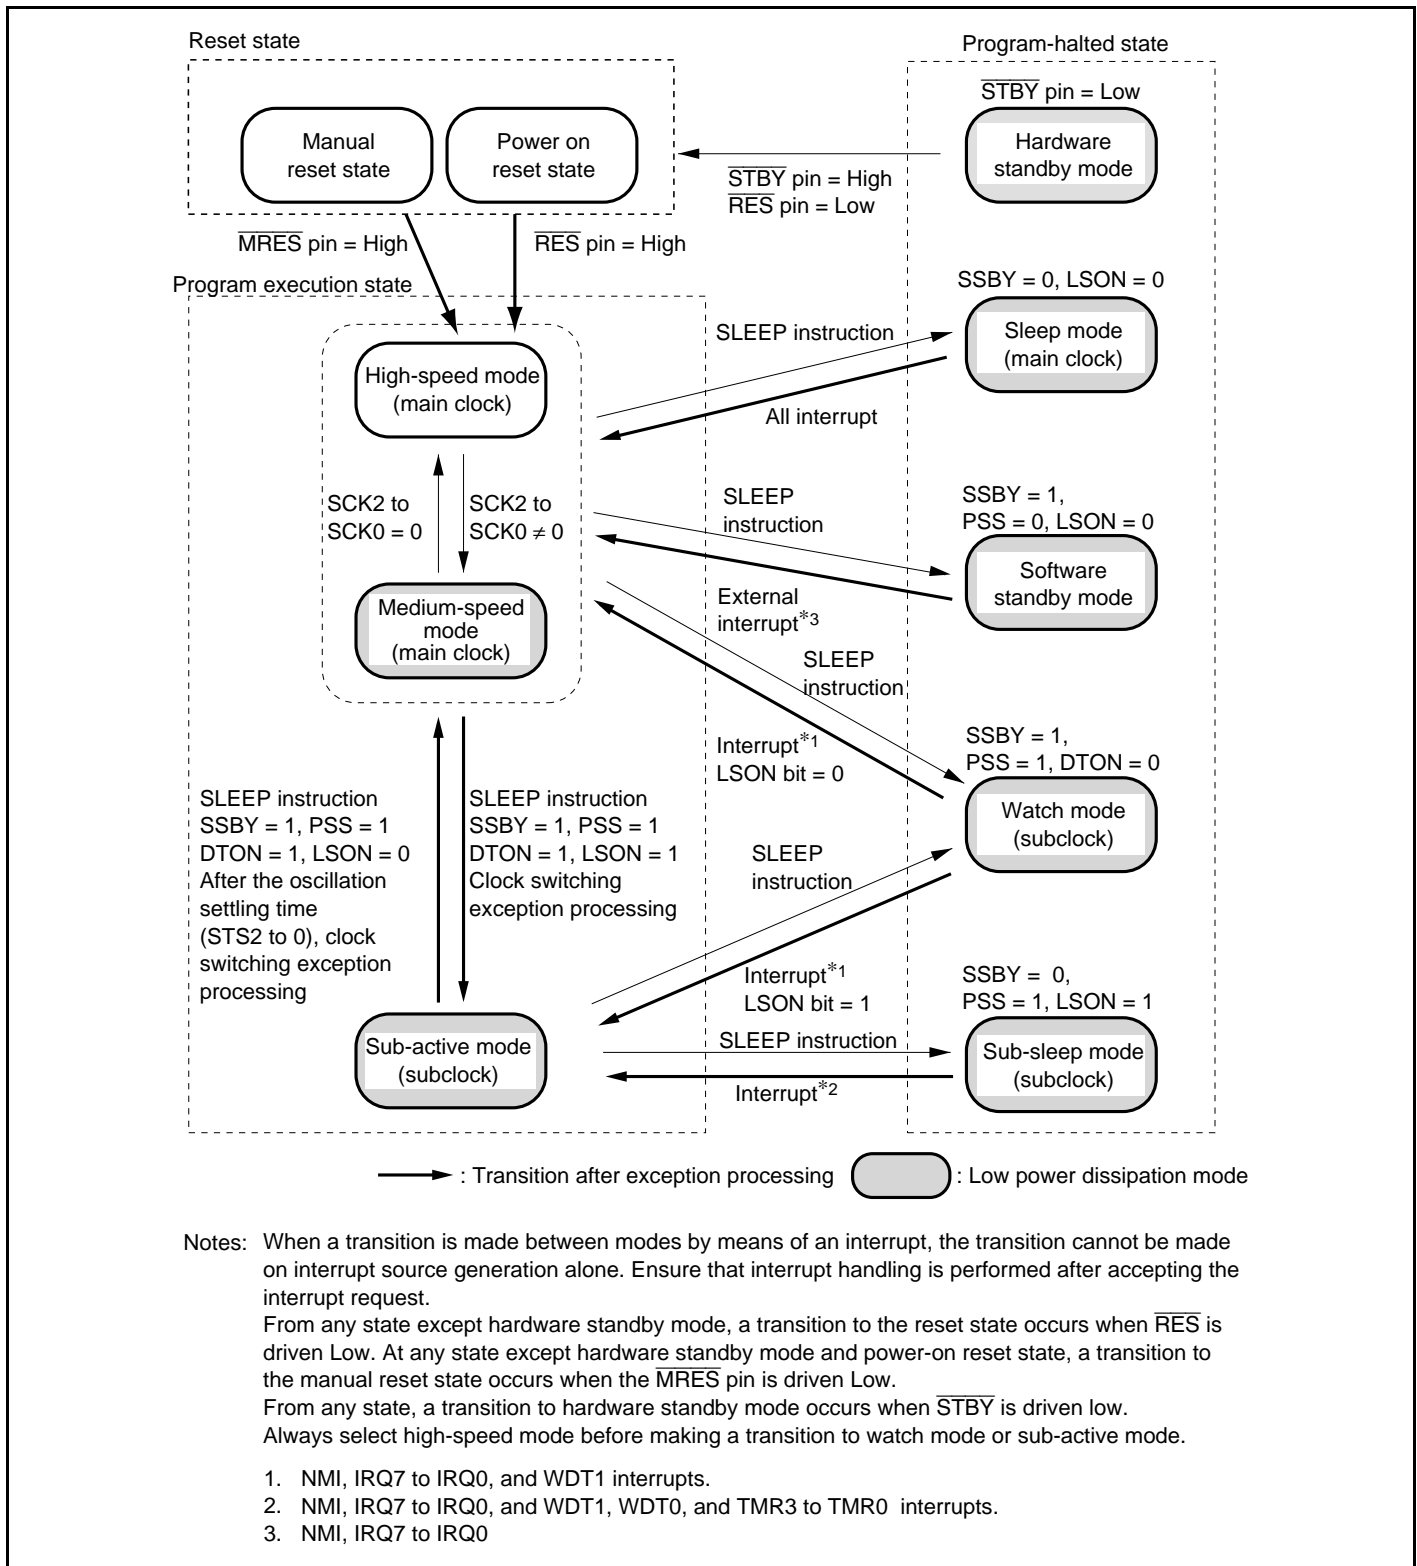 Reset state
Program-halted state
STBY pin = Low
Manual
reset state
Power on
reset state
Hardware
standby mode
STBY pin = High
RES pin = Low
MRES pin = High
RES pin = High
Program execution state
SSBY = 0, LSON = 0
SLEEP instruction
Sleep mode
(main clock)
High-speed mode
(main clock)
All interrupt
SCK2 to
SCK0 = 0
SCK2 to
SCK0 ≠ 0
SLEEP
instruction
SSBY = 1,
PSS = 0, LSON = 0
Software
standby mode
Medium-speed
mode
(main clock)
External
interrupt*3
SLEEP
instruction
Interrupt*1
LSON bit = 0
SSBY = 1,
PSS = 1, DTON = 0
Watch mode
(subclock)
SLEEP instruction
SSBY = 1, PSS = 1
DTON = 1, LSON = 0
After the oscillation
settling time
(STS2 to 0), clock
switching exception
processing
SLEEP instruction
SSBY = 1, PSS = 1
DTON = 1, LSON = 1
Clock switching
exception processing
SLEEP
instruction
Interrupt*1
LSON bit = 1
SSBY = 0,
PSS = 1, LSON = 1
SLEEP instruction
Sub-active mode
(subclock)
Sub-sleep mode
(subclock)
Interrupt*2
: Transition after exception processing
: Low power dissipation mode
Notes: When a transition is made between modes by means of an interrupt, the transition cannot be made
on interrupt source generation alone. Ensure that interrupt handling is performed after accepting the
interrupt request.
From any state except hardware standby mode, a transition to the reset state occurs when RES is
driven Low. At any state except hardware standby mode and power-on reset state, a transition to
the manual reset state occurs when the MRES pin is driven Low.
From any state, a transition to hardware standby mode occurs when STBY is driven low.
Always select high-speed mode before making a transition to watch mode or sub-active mode.
1. NMI, IRQ7 to IRQ0, and WDT1 interrupts.
2. NMI, IRQ7 to IRQ0, and WDT1, WDT0, and TMR3 to TMR0 interrupts.
3. NMI, IRQ7 to IRQ0